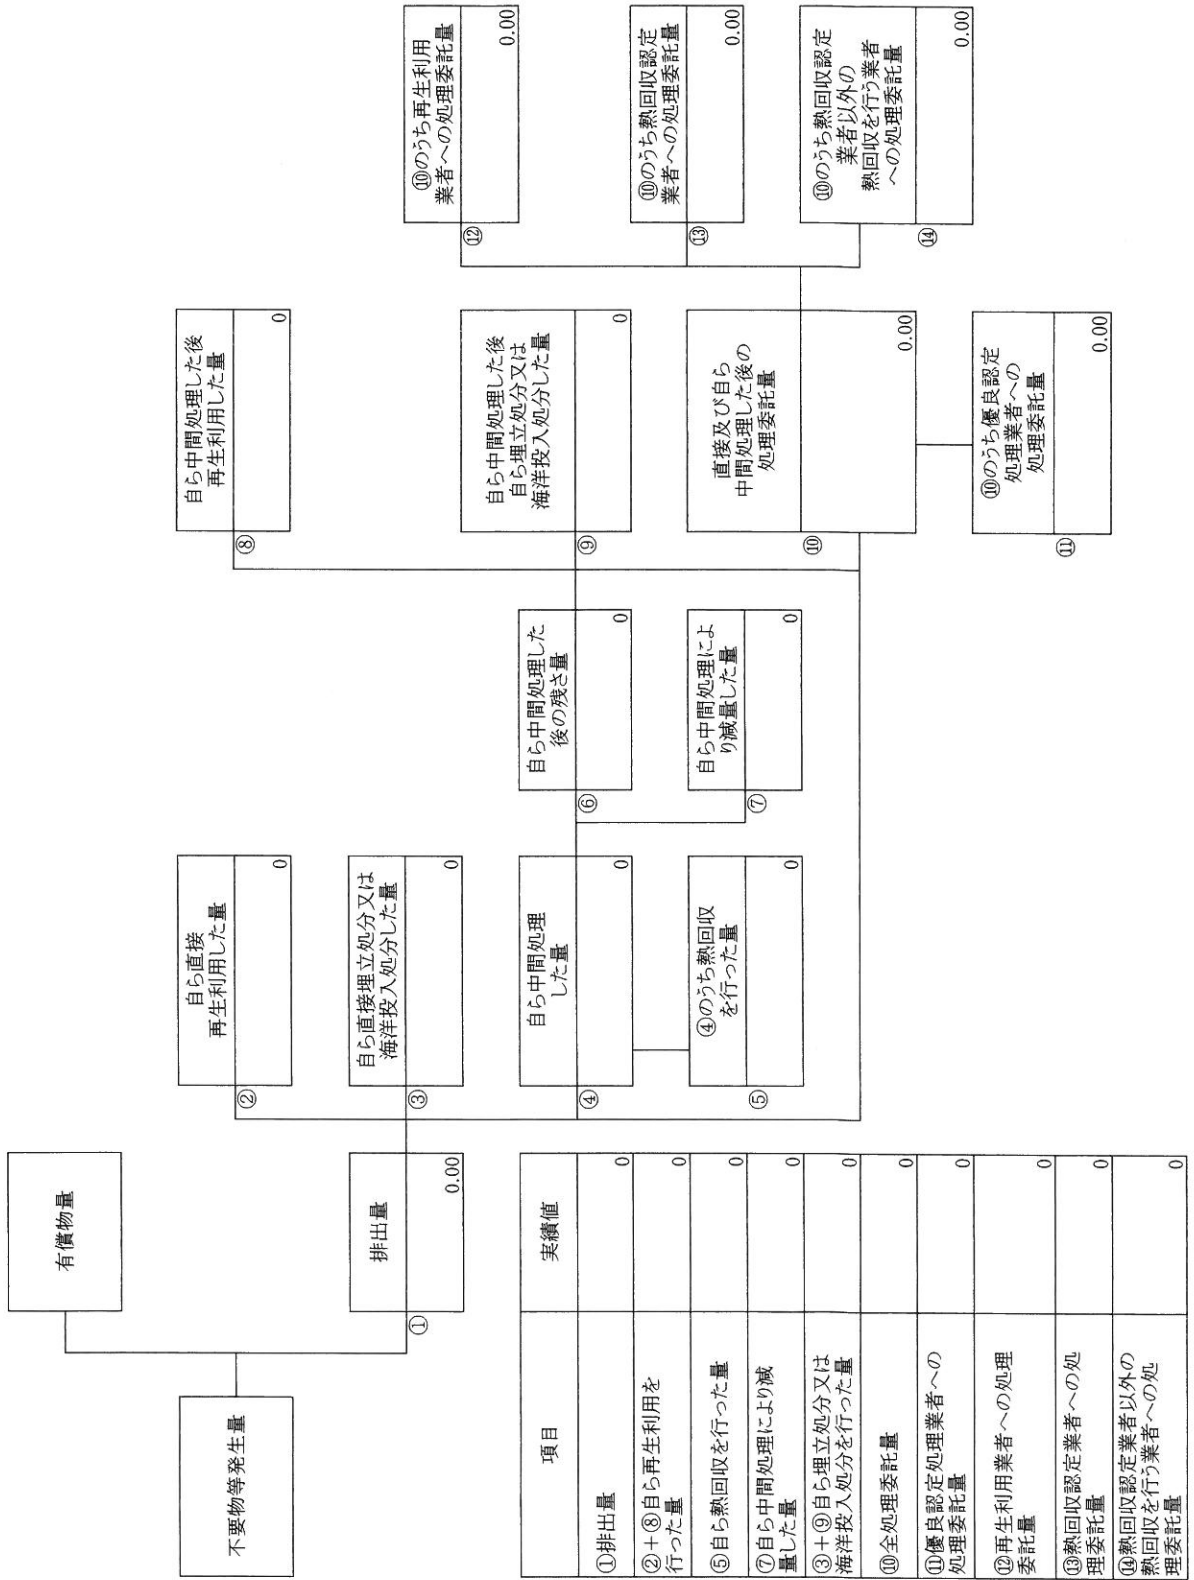 不要物等発生量
有償物量
①
排出量
0.00
②
自ら直接
再生利用した量
0
③
自ら直接埋立処分又は
海洋投入処分した量
0
④
自ら中間処理
した量
0
⑤
④のうち熱回収
を行った量
0
⑥
自ら中間処理した
後の残さ量
0
⑦
自ら中間処理によ
り減量した量
0
⑧
自ら中間処理した後
再生利用した量
0
⑨
自ら中間処理した後
自ら埋立処分又は
海洋投入処分した量
0
⑩
直接及び自ら
中間処理した後の
処理委託量
0.00
⑪
⑩のうち優良認定
処理業者への
処理委託量
0.00
⑫
⑩のうち再生利用
業者への処理委託量
0.00
⑬
⑩のうち熱回収認定
業者への処理委託量
0.00
⑭
⑩のうち熱回収認定
業者以外の
熱回収を行う業者
への処理委託量
0.00
項目 実績値
①排出量 0
②+⑧自ら再生利用を
行った量 0
⑤自ら熱回収を行った量 0
⑦自ら中間処理により減
量した量 0
③+⑨自ら埋立処分又は
海洋投入処分を行った量 0
⑩全処理委託量 0
⑪優良認定処理業者への
処理委託量 0
⑫再生利用業者への処理
委託量 0
⑬熱回収認定業者への処
理委託量 0
⑭熱回収認定業者以外の
熱回収を行う業者への処
理委託量 0